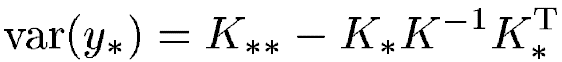 var(y_*) = K_{**} − K_* K^{−1} K_*^T